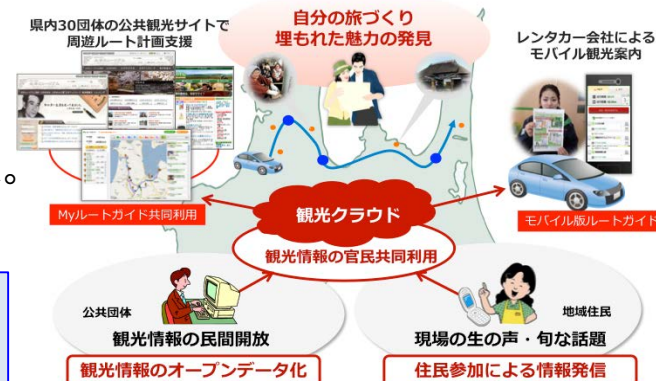 県内30団体の公共観光サイトで
周遊ルート計画支援
自分の旅づくり
埋もれた魅力の発見
レンタカー会社による
モバイル観光案内
。
Myルートガイド共同利用
観光クラウド
モバイル版ルートガイド
観光情報の官民共同利用
公共団体
地域住民
観光情報の民間開放
現場の生の声・旬な話題
観光情報のオープンデータ化
住民参加による情報発信